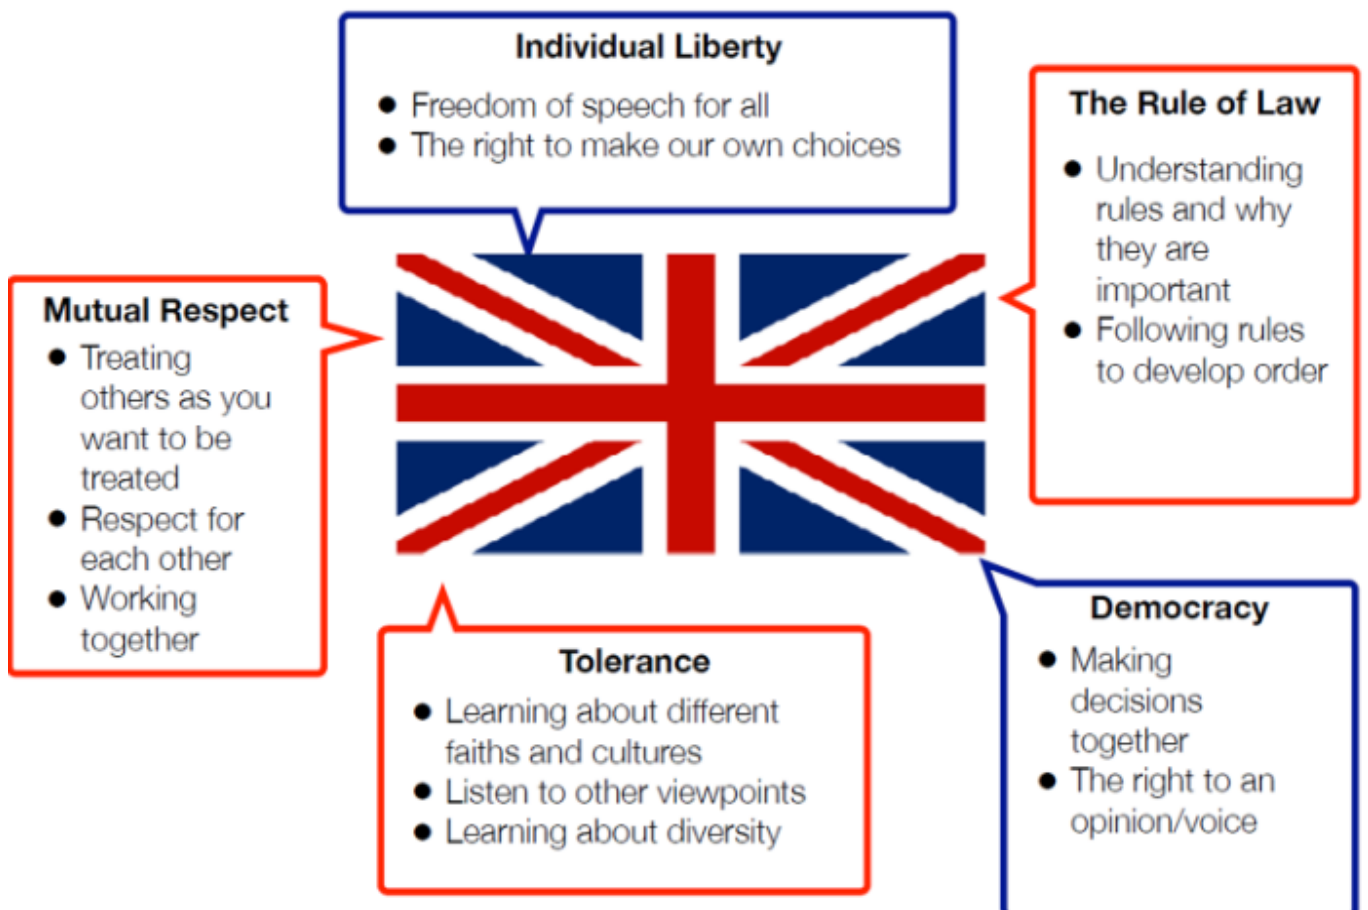 Individual Liberty
● Freedom of speech for all
● The right to make our own choices
The Rule of Law
● Understanding
rules and why
they are
important
● Following rules
to develop order
Mutual Respect
● Treating
others as you
want to be
treated
● Respect for
each other
● Working
together
Tolerance
● Learning about different
faiths and cultures
● Listen to other viewpoints
● Learning about diversity
Democracy
● Making
decisions
together
● The right to an
opinion/voice